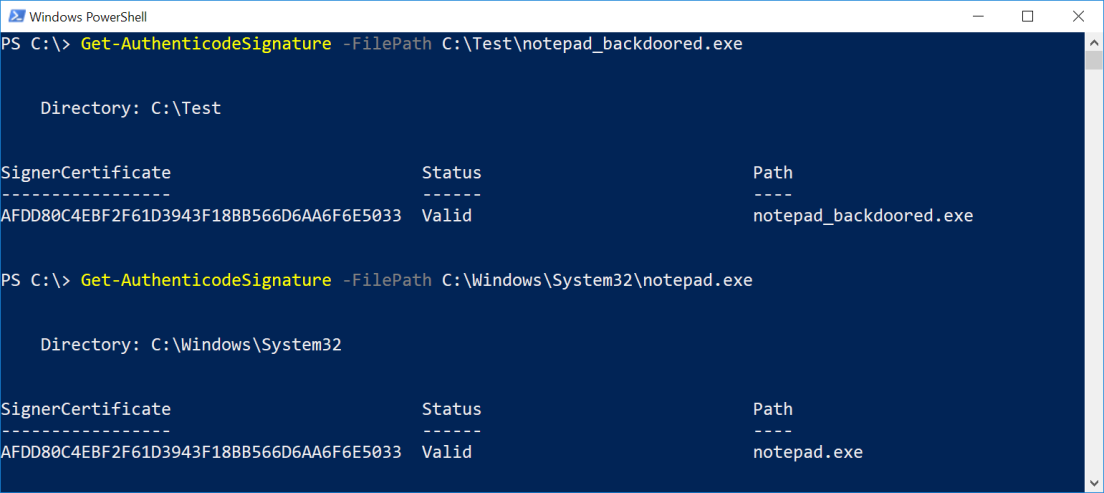 Windows PowerShell
PS C:\> Get-AuthenticodeSignature -FilePath C:\Test\notepad_backdoored.exe
Directory: C:\Test
SignerCertificate Status Path
----------------- ------ ----
AFDD80C4EBF2F61D3943F18BB566D6AA6F6E5033 Valid notepad_backdoored.exe
PS C:\> Get-AuthenticodeSignature -FilePath C:\Windows\System32\notepad.exe
Directory: C:\Windows\System32
SignerCertificate Status Path
----------------- ------ ----
AFDD80C4EBF2F61D3943F18BB566D6AA6F6E5033 Valid notepad.exe